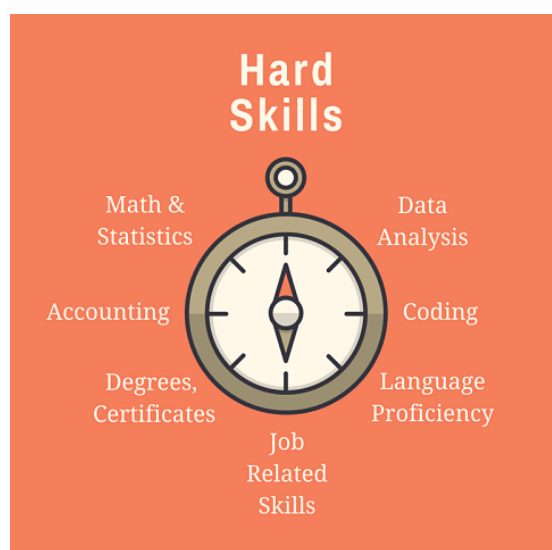 Hard
Skills
Math &
Statistics
Data
Analysis
Accounting
Coding
Degrees,
Certificates
Language
Proficiency
Job
Related
Skills